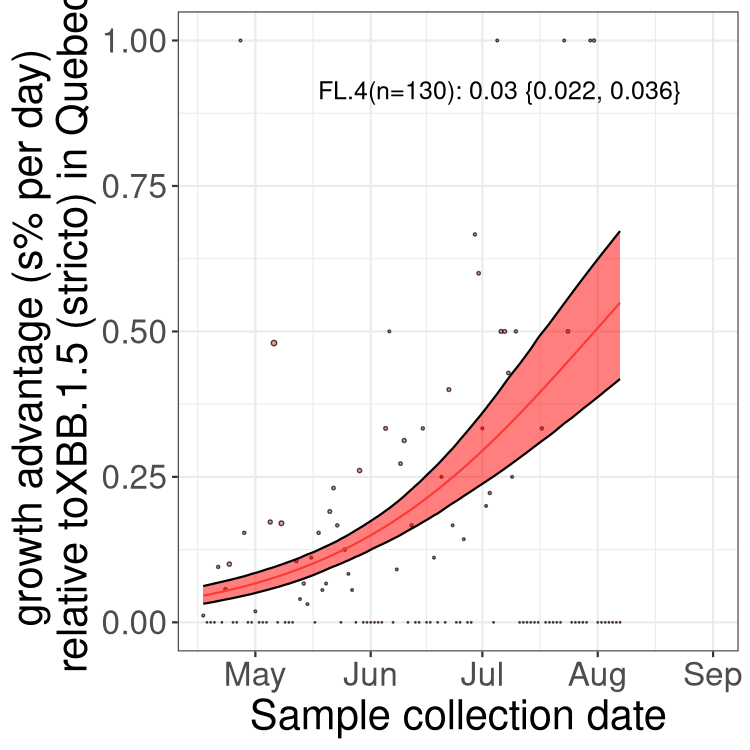 growth advantage (s% per day)
relative toXBB.1.5 (stricto) in Quebec
1.00
0.75
0.50
0.25
0.00
FL.4(n=130): 0.03 {0.022, 0.036}
May Jun Jul Aug Sep
Sample collection date